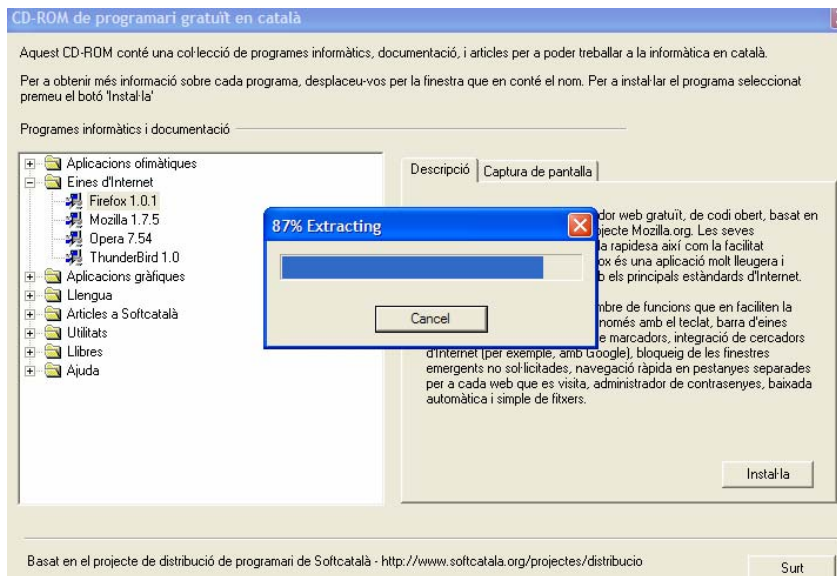 CD-ROM de programari gratuït en català
Aquest CD-ROM conté una col·lecció de programes informàtics, documentació, i articles per a poder treballar a la informàtica en català.
Per a obtenir més informació sobre cada programa, desplaceu-vos per la finestra que en conté el nom. Per a instal·lar el programa seleccionat
premeu el botó 'Instal·la'
Programes informàtics i documentació
Aplicacions ofimàtiques
Eines d'Internet
Firefox 1.0.1
Mozilla 1.7.5
Opera 7.54
ThunderBird 1.0
Aplicacions gràfiques
Llengua
Articles a Softcatalà
Utilitats
Llibres
Ajuda
Descripció
Captura de pantalla
web gratuït, de codi obert, basat en
Mozilla.org. Les seves
la rapidesa així com la facilitat
és una aplicació molt lleugera i
els principals estàndards d'Internet.
de funcions que en faciliten la
només amb el teclat, barra d'eines
marcadors, integració de cercadors
d'Internet (per exemple, amb Google), bloqueig de les finestres
emergents no sol·licitades, navegació ràpida en pestanyes separades
per a cada web que es visita, administrador de contrasenyes, baixada
automàtica i simple de fitxers.
87% Extracting
Cancel
Instal·la
Basat en el projecte de distribució de programari de Softcatalà - http://www.softcatala.org/projectes/distribucio
Surt